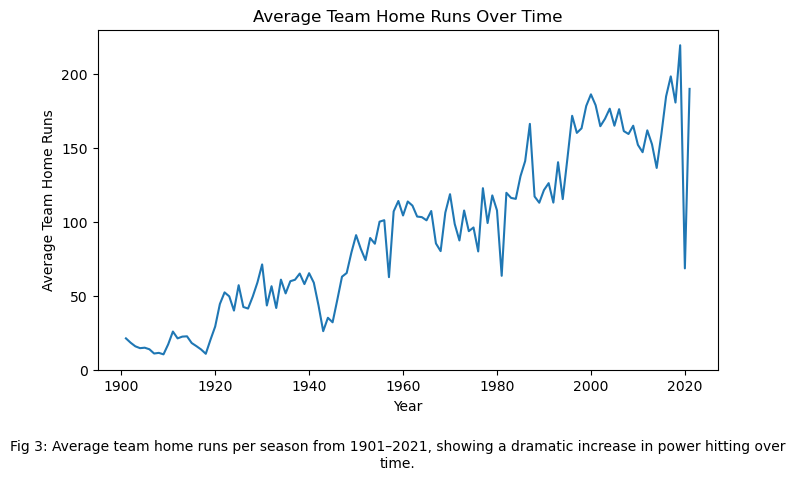 Average Team Home Runs Over Time
Average Team Home Runs
200
150
100
50
0
1900 1920 1940 1960 1980 2000 2020
Year
Fig 3: Average team home runs per season from 1901–2021, showing a dramatic increase in power hitting over
time.